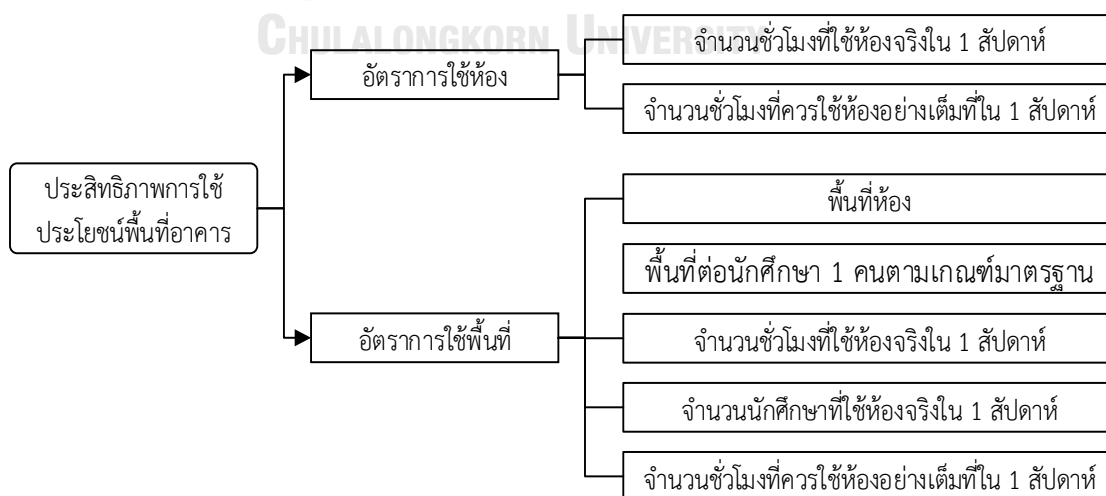 CHULALONGKORN UNIVERSITY
จำนวนชั่วโมงที่ใช้ห้องจริงใน 1 สัปดาห์
อัตราการใช้ห้อง
จำนวนชั่วโมงที่ควรใช้ห้องอย่างเต็มที่ใน 1 สัปดาห์
ประสิทธิภาพการใช้
ประโยชน์พื้นที่อาคาร
พื้นที่ห้อง
พื้นที่ต่อนักศึกษา 1 คนตามเกณฑ์มาตรฐาน
อัตราการใช้พื้นที่
จำนวนชั่วโมงที่ใช้ห้องจริงใน 1 สัปดาห์
จำนวนนักศึกษาที่ใช้ห้องจริงใน 1 สัปดาห์
จำนวนชั่วโมงที่ควรใช้ห้องอย่างเต็มที่ใน 1 สัปดาห์